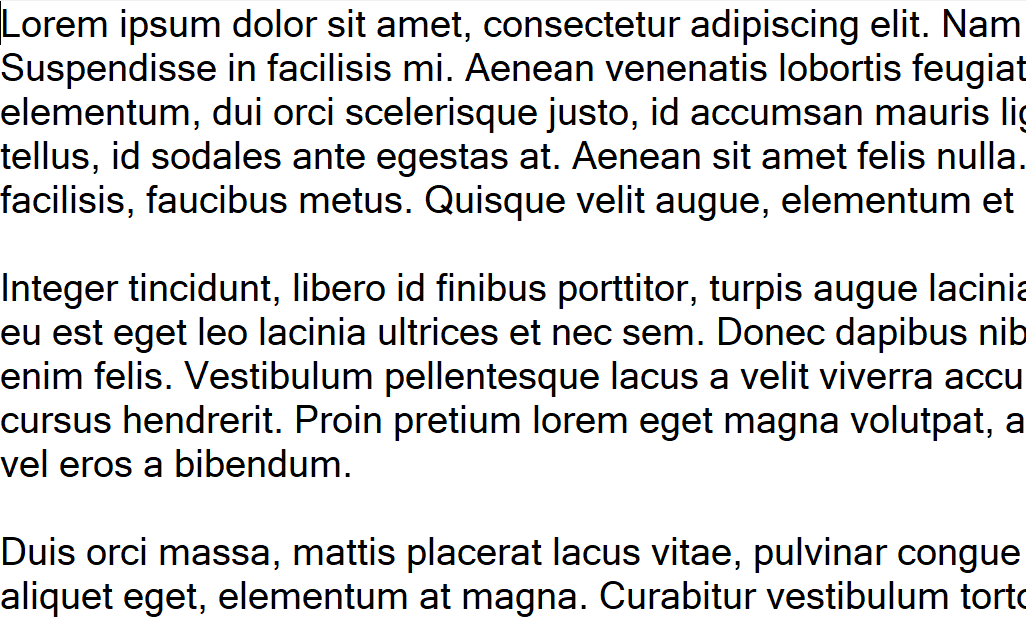 Lorem ipsum dolor sit amet, consectetur adipiscing elit. Nam
Suspendisse in facilisis mi. Aenean venenatis lobortis feugiat
elementum, dui orci scelerisque justo, id accumsan mauris
tellus, id sodales ante egestas at. Aenean sit amet felis nulla.
facilisis, faucibus metus. Quisque velit augue, elementum et
Integer tincidunt, libero id finibus porttitor, turpis augue lacinia
eu est eget leo lacinia ultrices et nec sem. Donec dapibus
enim felis. Vestibulum pellentesque lacus a velit viverra
cursus hendrerit. Proin pretium lorem eget magna volutpat,
vel eros a bibendum.
Duis orci massa, mattis placerat lacus vitae, pulvinar congue
aliquet eget, elementum at magna. Curabitur vestibulum